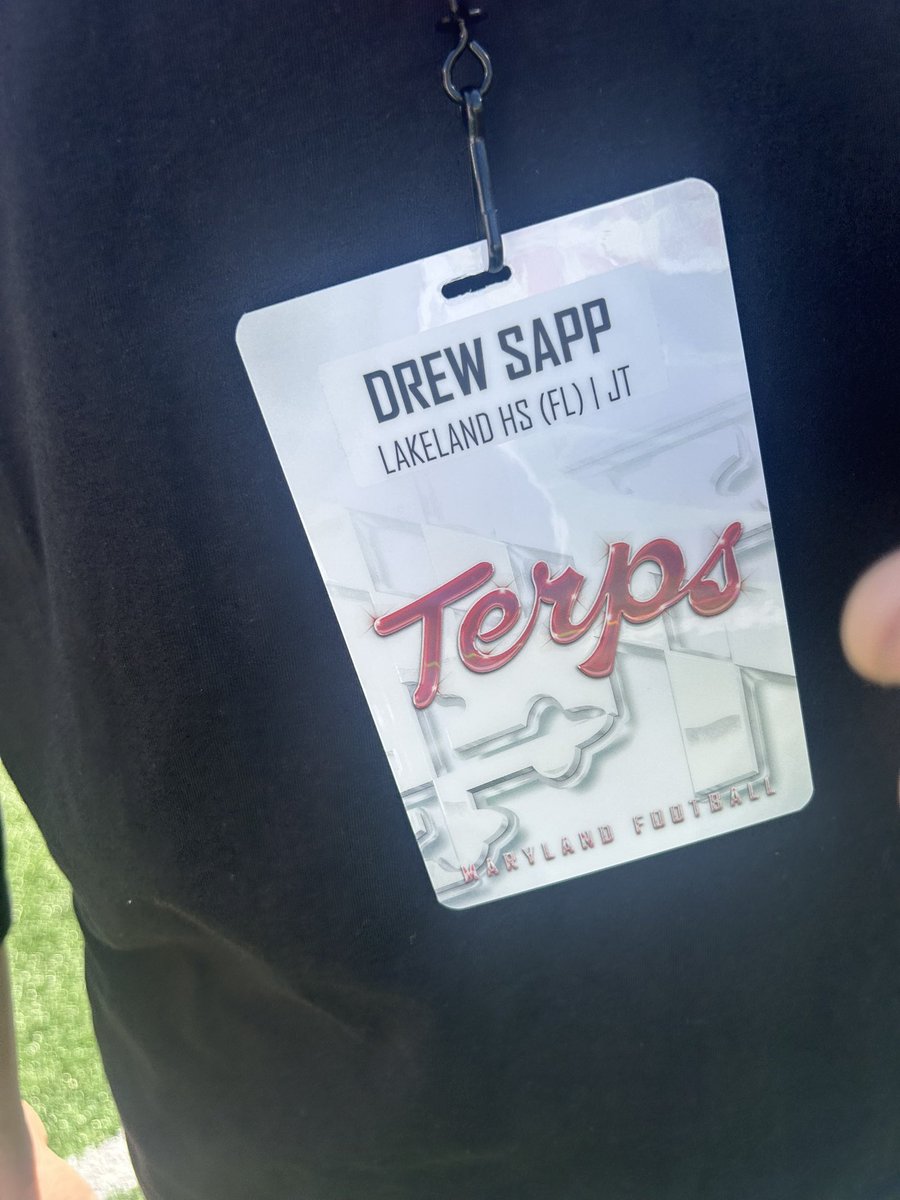 DREW SAPP
LAKELAND HS (FL) | JT
Terps
MARYLAND FOOTBALL